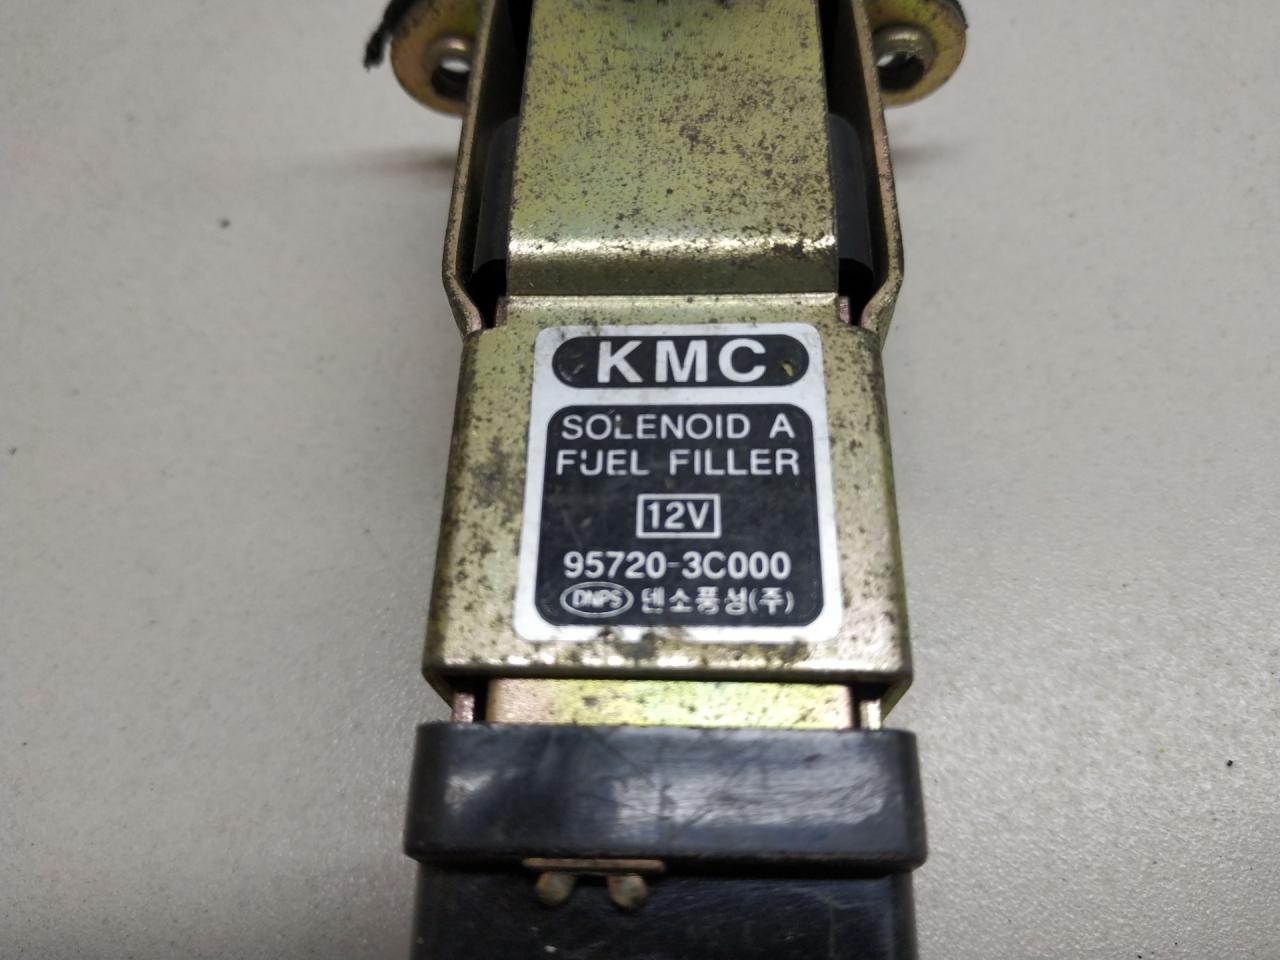 KMC
SOLENOID A
FUEL FILLER
12V
95720-3C000
DNPS 덴소풍성(주)